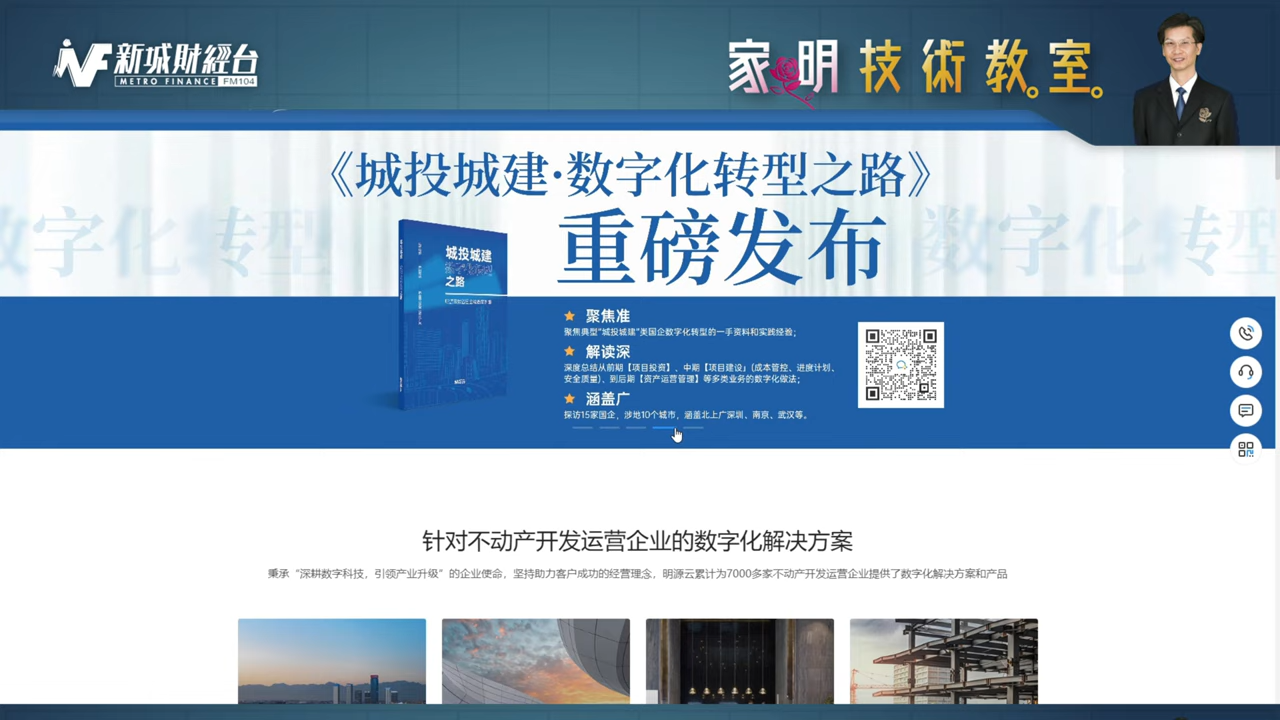 新城財經台
METRO FINANCE FM104
家明技術教室。
《城投城建·数字化转型之路》
重磅发布
数字化转型
数字化转型
城投城建
之路
聚焦准
聚焦典型"城投城建"类国企数字化转型的一手资料和实践经验；
解读深
深度总结从前期【项目投资】、中期【项目建设】（成本管控、进度计划、
安全质量）、到后期【资产运营管理】等多类业务的数字化做法；
涵盖广
探访15家国企，涉地10个城市，涵盖北上广深圳、南京、武汉等。
针对不动产开发运营企业的数字化解决方案
秉承“深耕数字科技，引领产业升级”的企业使命，坚持助力客户成功的经营理念，明源云累计为7000多家不动产开发运营企业提供了数字化解决方案和产品